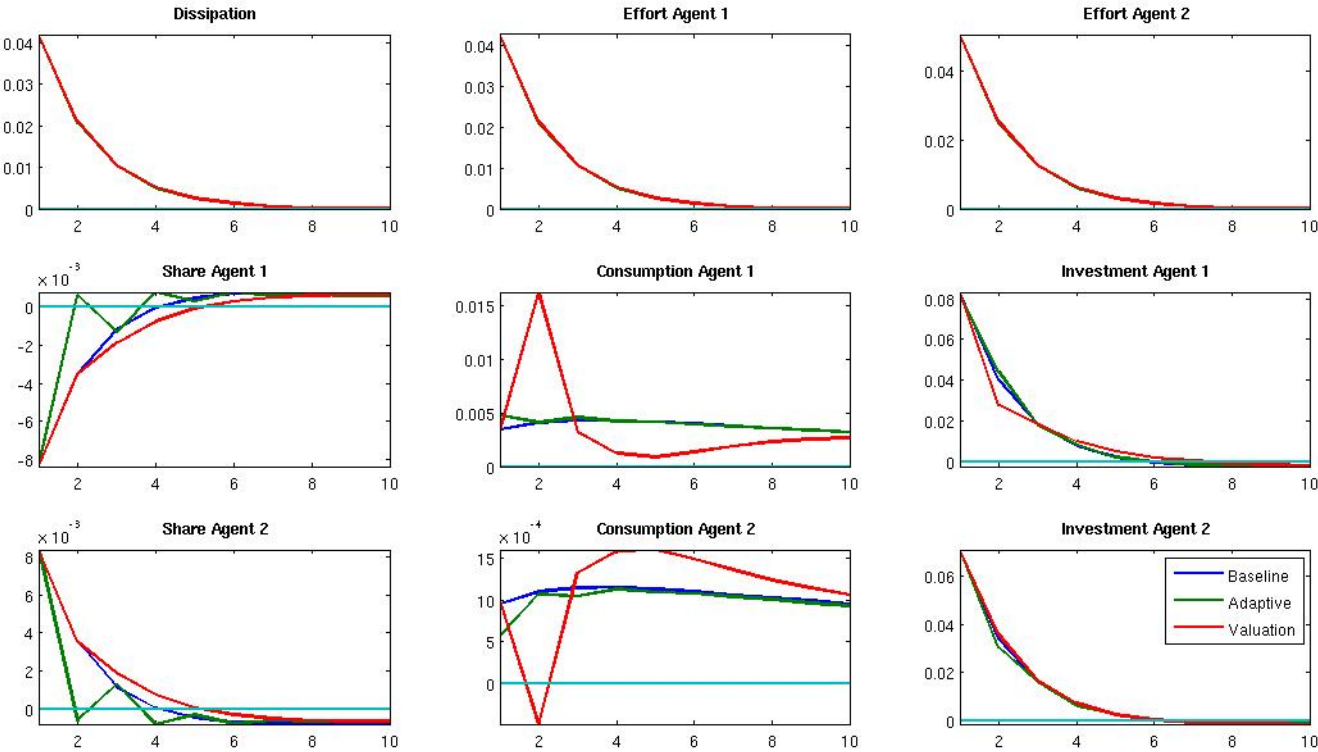 Dissipation
0.04
0.03
0.02
0.01
0
2 4 6 8 10
Effort Agent 1
0.04
0.03
0.02
0.01
0
2 4 6 8 10
Effort Agent 2
0.04
0.02
0
2 4 6 8 10
Share Agent 1
× 10⁻³
0
-2
-4
-6
-8
2 4 6 8 10
Consumption Agent 1
0.015
0.01
0.005
0
2 4 6 8 10
Investment Agent 1
0.08
0.06
0.04
0.02
0
2 4 6 8 10
Share Agent 2
× 10⁻³
8
6
4
2
0
2 4 6 8 10
Consumption Agent 2
× 10⁻⁴
15
10
5
0
2 4 6 8 10
Investment Agent 2
0.06
0.04
0.02
0
2 4 6 8 10
Baseline
Adaptive
Valuation